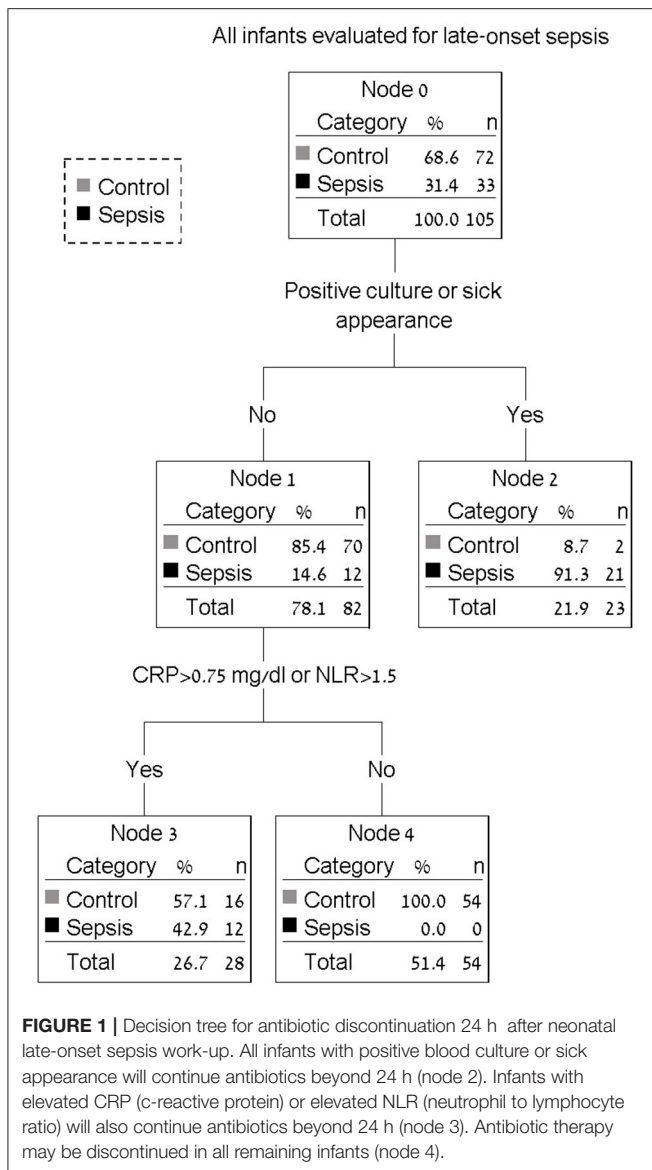 All infants evaluated for late-onset sepsis
Control
Sepsis
Node 0
Category % n
Control 68.6 72
Sepsis 31.4 33
Total 100.0 105
Positive culture or sick
appearance
No
Yes
Node 1
Category % n
Control 85.4 70
Sepsis 14.6 12
Total 78.1 82
Node 2
Category % n
Control 8.7 2
Sepsis 91.3 21
Total 21.9 23
CRP>0.75 mg/dl or NLR>1.5
Yes
No
Node 3
Category % n
Control 57.1 16
Sepsis 42.9 12
Total 26.7 28
Node 4
Category % n
Control 100.0 54
Sepsis 0.0 0
Total 51.4 54
FIGURE 1 | Decision tree for antibiotic discontinuation 24 h after neonatal
late-onset sepsis work-up. All infants with positive blood culture or sick
appearance will continue antibiotics beyond 24 h (node 2). Infants with
elevated CRP (c-reactive protein) or elevated NLR (neutrophil to lymphocyte
ratio) will also continue antibiotics beyond 24 h (node 3). Antibiotic therapy
may be discontinued in all remaining infants (node 4).